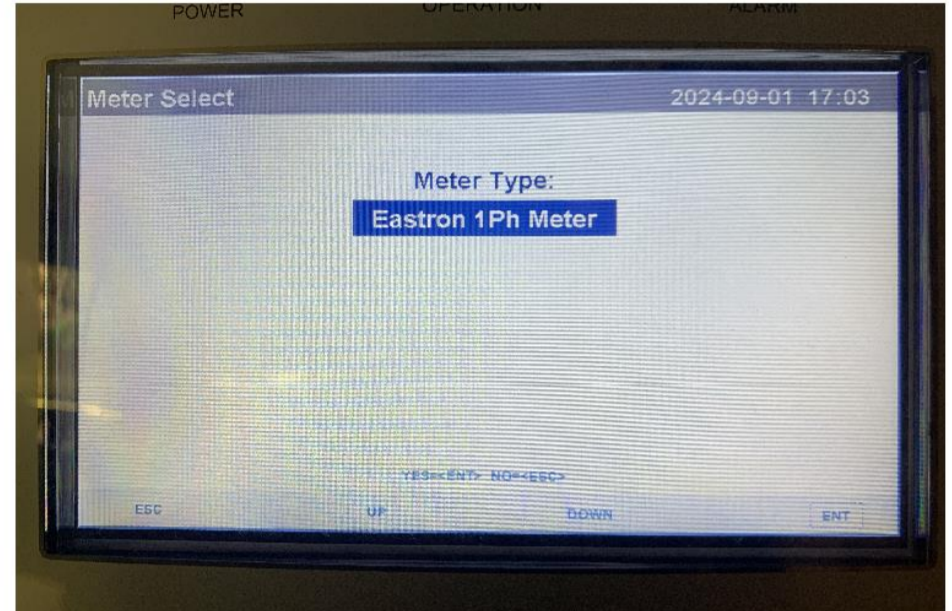 POWER OPERATION ALARM
Meter Select 2024-09-01 17:03
Meter Type:
Eastron 1Ph Meter
YES=<ENT> NO=<ESC>
ESC UP DOWN ENT